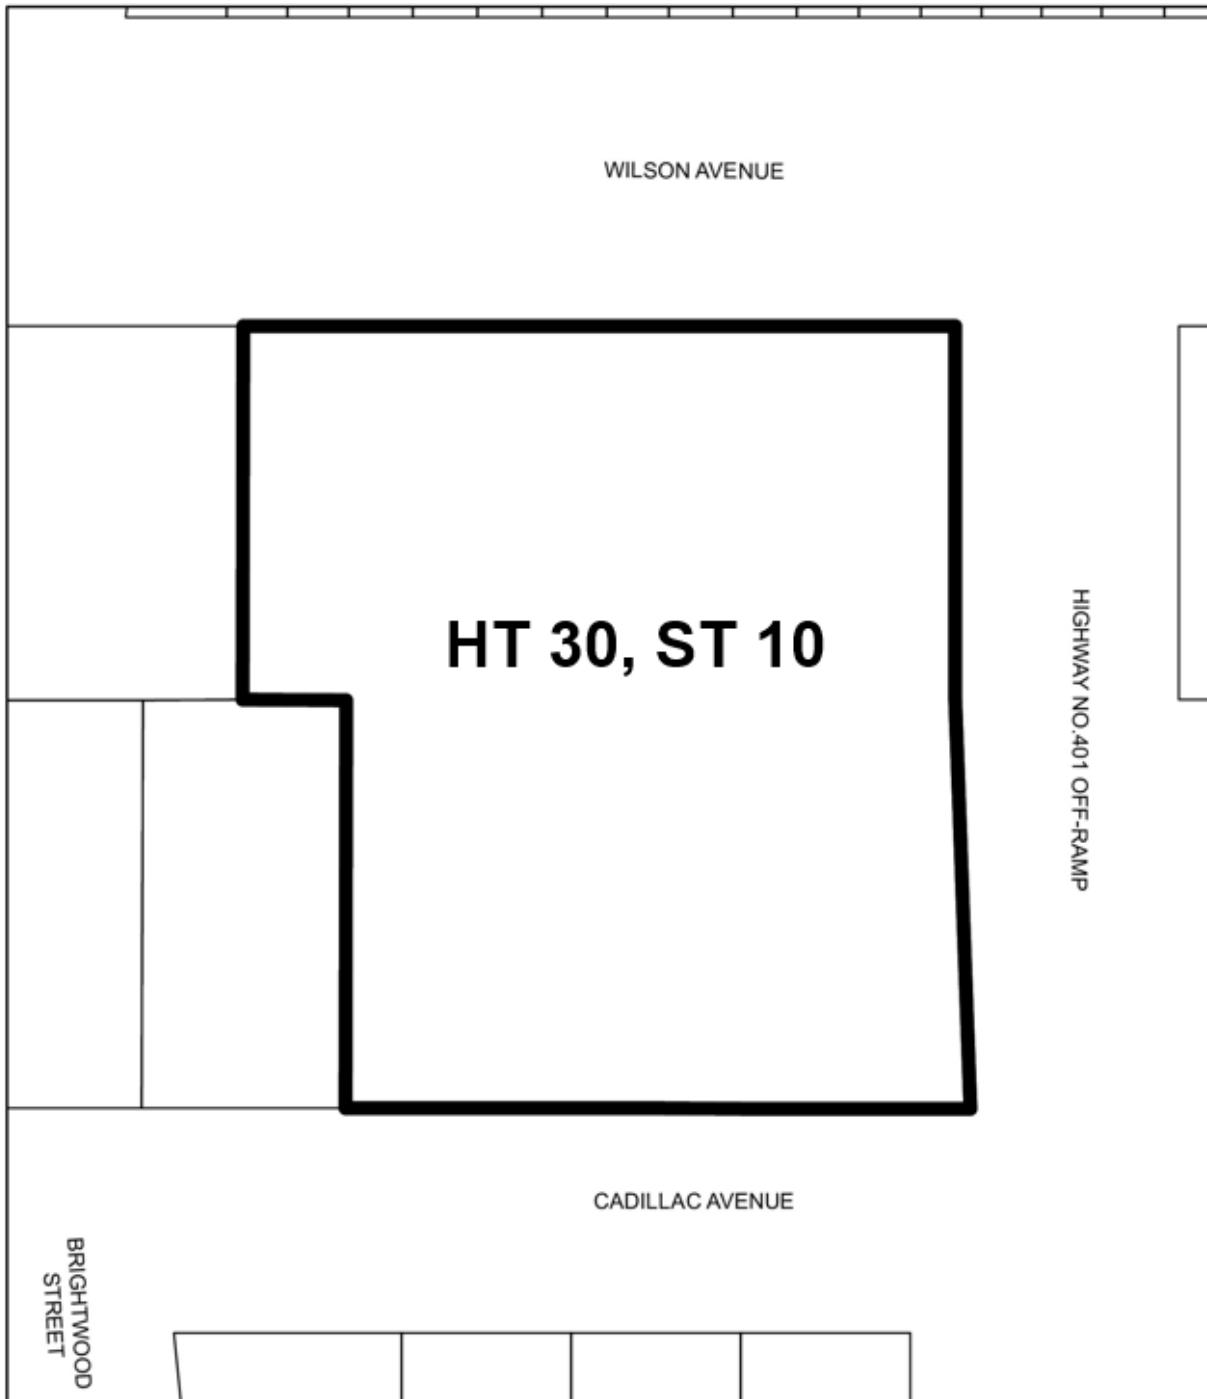 WILSON AVENUE
HT 30, ST 10
HIGHWAY NO.401 OFF-RAMP
CADILLAC AVENUE
BRIGHTWOOD
STREET